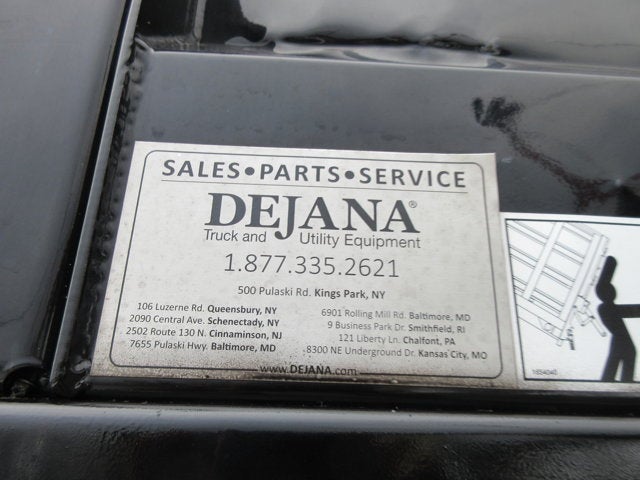 SALES•PARTS•SERVICE
DEJANA®
Truck and Utility Equipment
1.877.335.2621
500 Pulaski Rd. Kings Park, NY
106 Luzerne Rd. Queensbury, NY
2090 Central Ave. Schenectady, NY
2502 Route 130 N. Cinnaminson, NJ
7655 Pulaski Hwy. Baltimore, MD
6901 Rolling Mill Rd. Baltimore, MD
9 Business Park Dr. Smithfield, RI
121 Liberty Ln. Chalfont, PA
8300 NE Underground Dr. Kansas City, MO
www.DEJANA.com